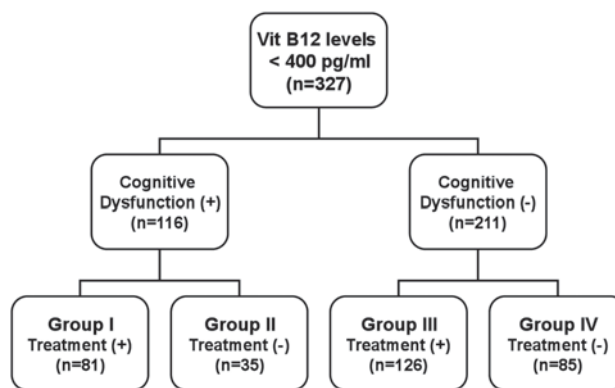 Vit B12 levels
< 400 pg/ml
(n=327)
Cognitive
Dysfunction (+)
(n=116)
Cognitive
Dysfunction (-)
(n=211)
Group I
Treatment (+)
(n=81)
Group II
Treatment (-)
(n=35)
Group III
Treatment (+)
(n=126)
Group IV
Treatment (-)
(n=85)